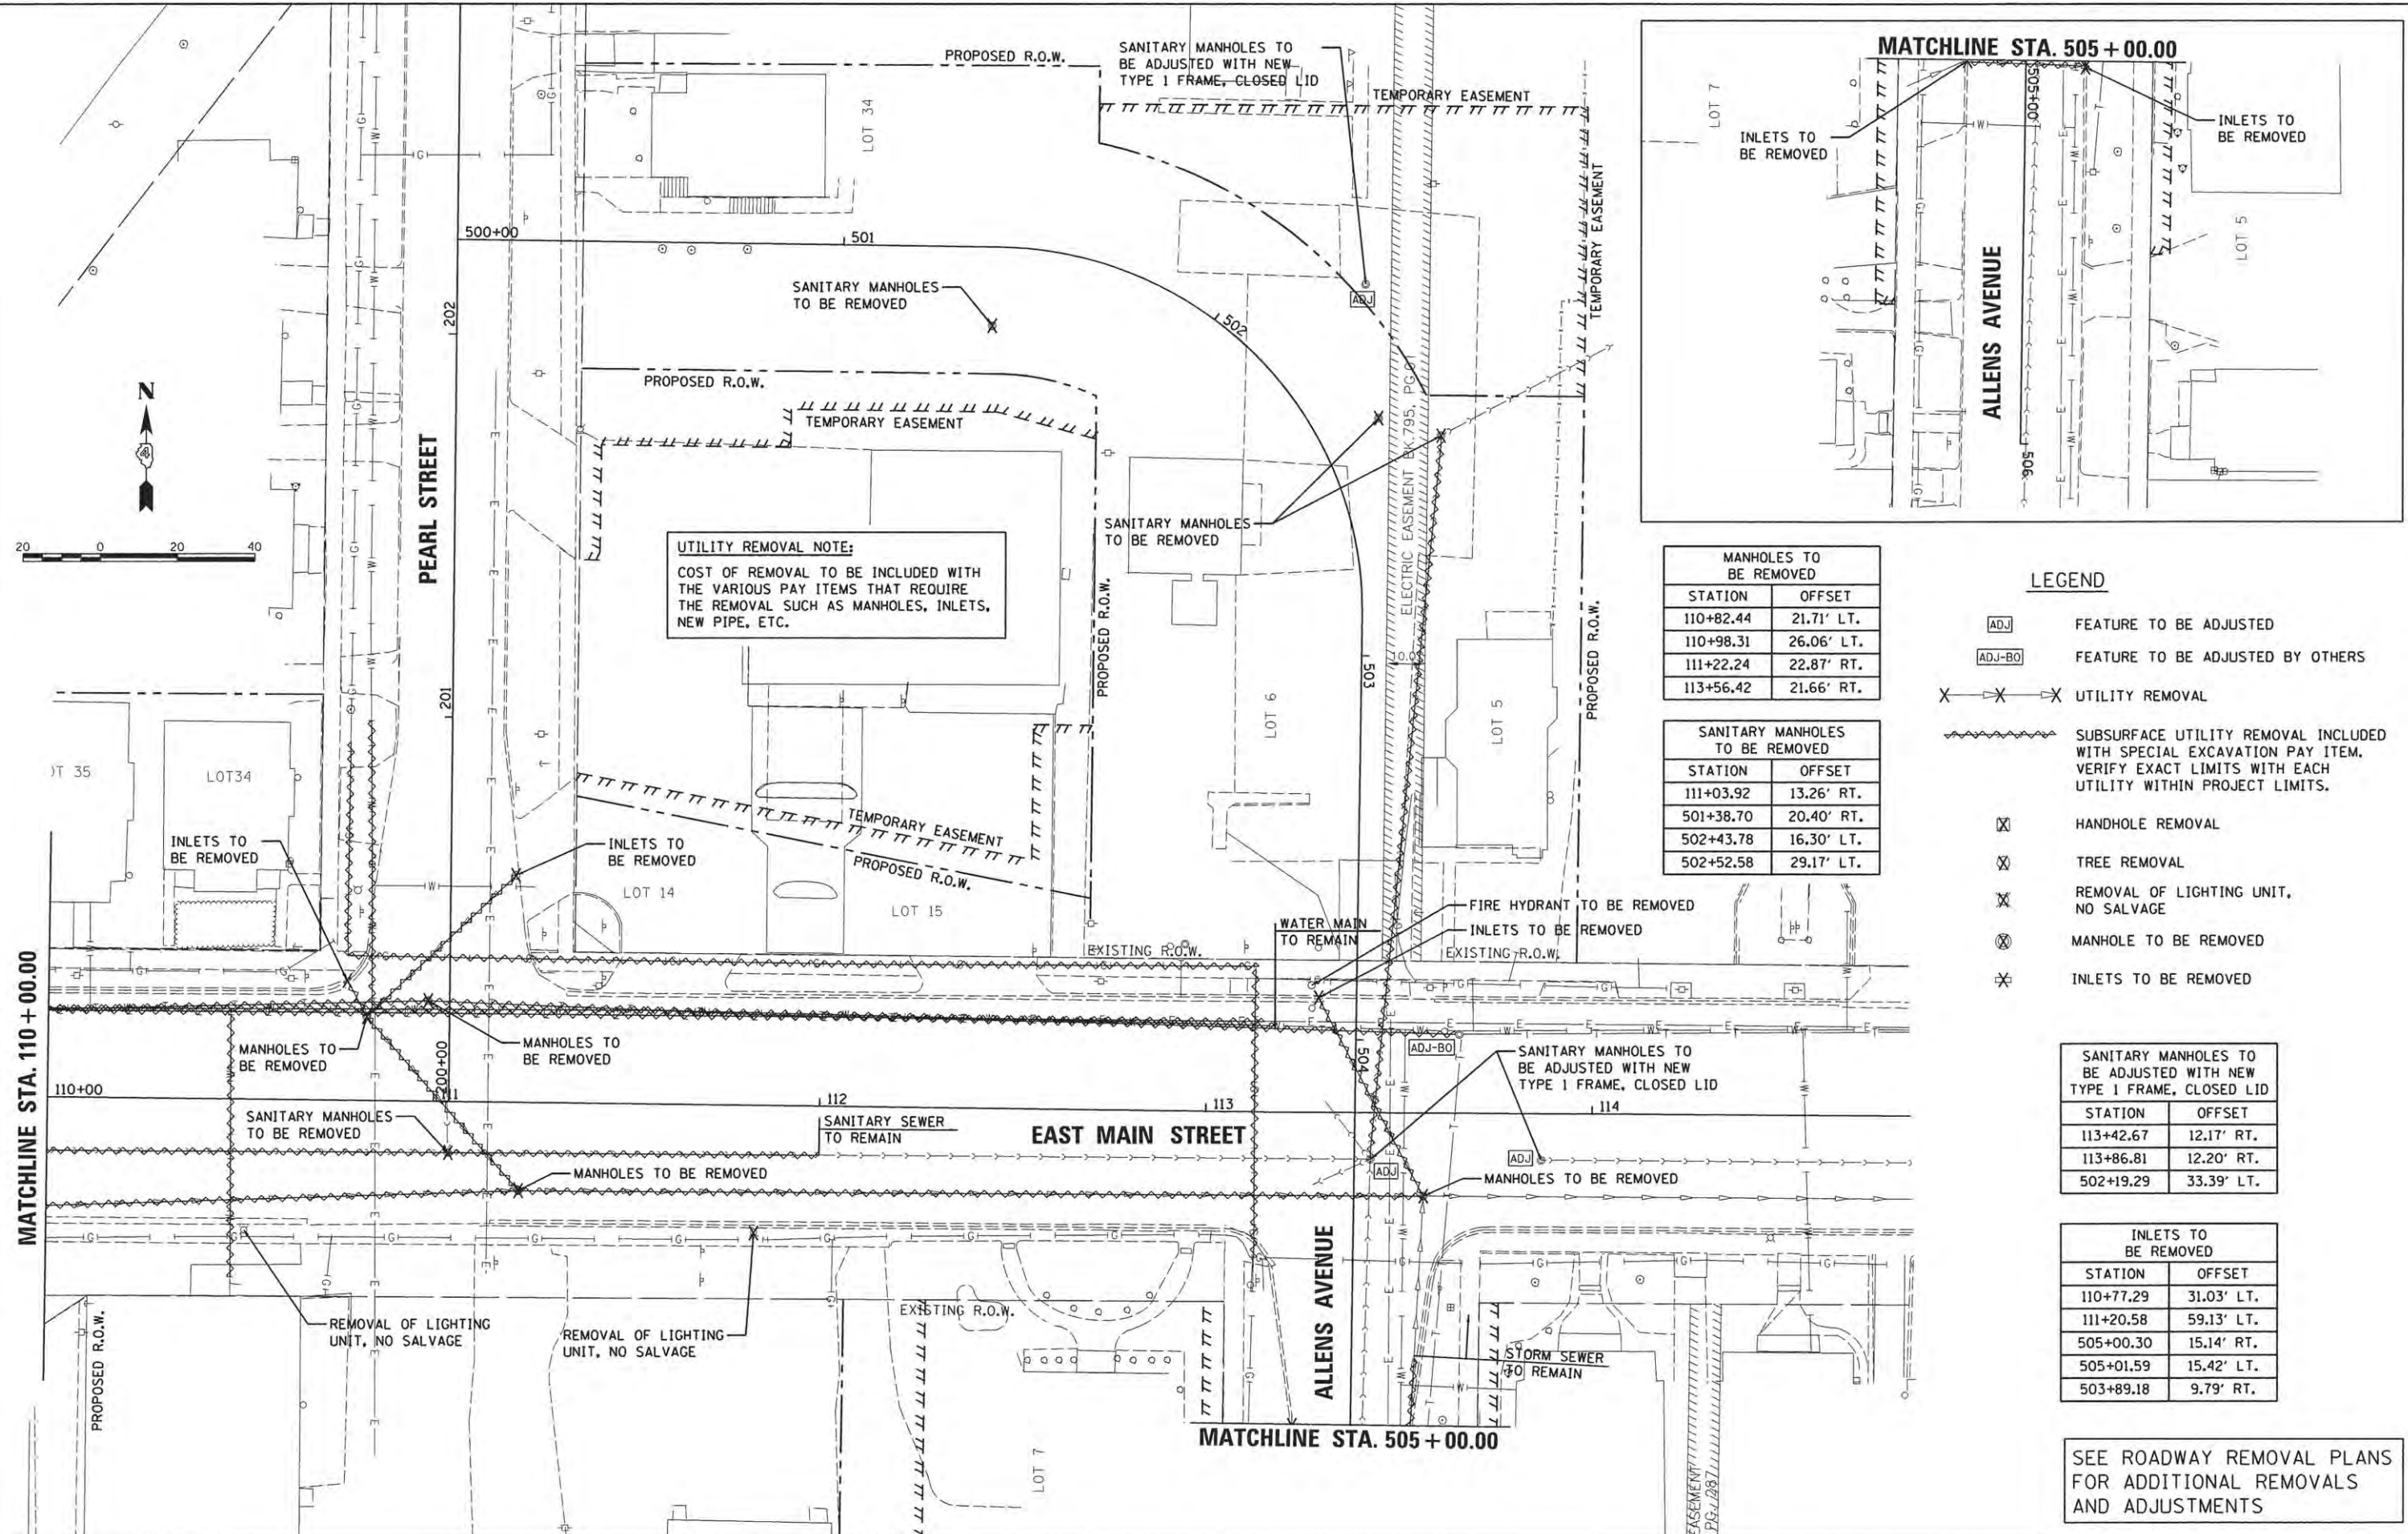 PROPOSED R.O.W.
SANITARY MANHOLES TO
BE ADJUSTED WITH NEW
TYPE 1 FRAME, CLOSED LID
TEMPORARY EASEMENT
LOT 34
TEMPORARY EASEMENT
500+00
501
502
202
SANITARY MANHOLES
TO BE REMOVED
ADJ
N
PROPOSED R.O.W.
TEMPORARY EASEMENT
PEARL STREET
20 0 20 40
SANITARY MANHOLES
TO BE REMOVED
UTILITY REMOVAL NOTE:
COST OF REMOVAL TO BE INCLUDED WITH
THE VARIOUS PAY ITEMS THAT REQUIRE
THE REMOVAL SUCH AS MANHOLES, INLETS,
NEW PIPE, ETC.
PROPOSED R.O.W.
PROPOSED R.O.W.
201
503
LOT 6
LOT 5
LOT34
TEMPORARY EASEMENT
PROPOSED R.O.W.
INLETS TO
BE REMOVED
INLETS TO
BE REMOVED
LOT 14
LOT 15
FIRE HYDRANT TO BE REMOVED
INLETS TO BE REMOVED
WATER MAIN
TO REMAIN
EXISTING R.O.W.
EXISTING R.O.W.
MATCHLINE STA. 110+00.00
MANHOLES TO
BE REMOVED
MANHOLES TO
BE REMOVED
504
ADJ-BO
SANITARY MANHOLES TO
BE ADJUSTED WITH NEW
TYPE 1 FRAME, CLOSED LID
110+00
200+00
111
112
113
114
SANITARY MANHOLES
TO BE REMOVED
SANITARY SEWER
TO REMAIN
EAST MAIN STREET
ADJ
ADJ
MANHOLES TO BE REMOVED
MANHOLES TO BE REMOVED
ALLENS AVENUE
REMOVAL OF LIGHTING
UNIT, NO SALVAGE
REMOVAL OF LIGHTING
UNIT, NO SALVAGE
EXISTING R.O.W.
PROPOSED R.O.W.
STORM SEWER
TO REMAIN
MATCHLINE STA. 505+00.00
LOT 7
MATCHLINE STA. 505+00.00
LOT 7
505+00
INLETS TO
BE REMOVED
INLETS TO
BE REMOVED
LOT 5
ALLENS AVENUE
506
MANHOLES TO
BE REMOVED
STATION OFFSET
110+82.44 21.71' LT.
110+98.31 26.06' LT.
111+22.24 22.87' RT.
113+56.42 21.66' RT.
SANITARY MANHOLES
TO BE REMOVED
STATION OFFSET
111+03.92 13.26' RT.
501+38.70 20.40' RT.
502+43.78 16.30' LT.
502+52.58 29.17' LT.
LEGEND
ADJ FEATURE TO BE ADJUSTED
ADJ-BO FEATURE TO BE ADJUSTED BY OTHERS
UTILITY REMOVAL
SUBSURFACE UTILITY REMOVAL INCLUDED
WITH SPECIAL EXCAVATION PAY ITEM.
VERIFY EXACT LIMITS WITH EACH
UTILITY WITHIN PROJECT LIMITS.
HANDHOLE REMOVAL
TREE REMOVAL
REMOVAL OF LIGHTING UNIT,
NO SALVAGE
MANHOLE TO BE REMOVED
INLETS TO BE REMOVED
SANITARY MANHOLES TO
BE ADJUSTED WITH NEW
TYPE 1 FRAME, CLOSED LID
STATION OFFSET
113+42.67 12.17' RT.
113+86.81 12.20' RT.
502+19.29 33.39' LT.
INLETS TO
BE REMOVED
STATION OFFSET
110+77.29 31.03' LT.
111+20.58 59.13' LT.
505+00.30 15.14' RT.
505+01.59 15.42' LT.
503+89.18 9.79' RT.
SEE ROADWAY REMOVAL PLANS
FOR ADDITIONAL REMOVALS
AND ADJUSTMENTS